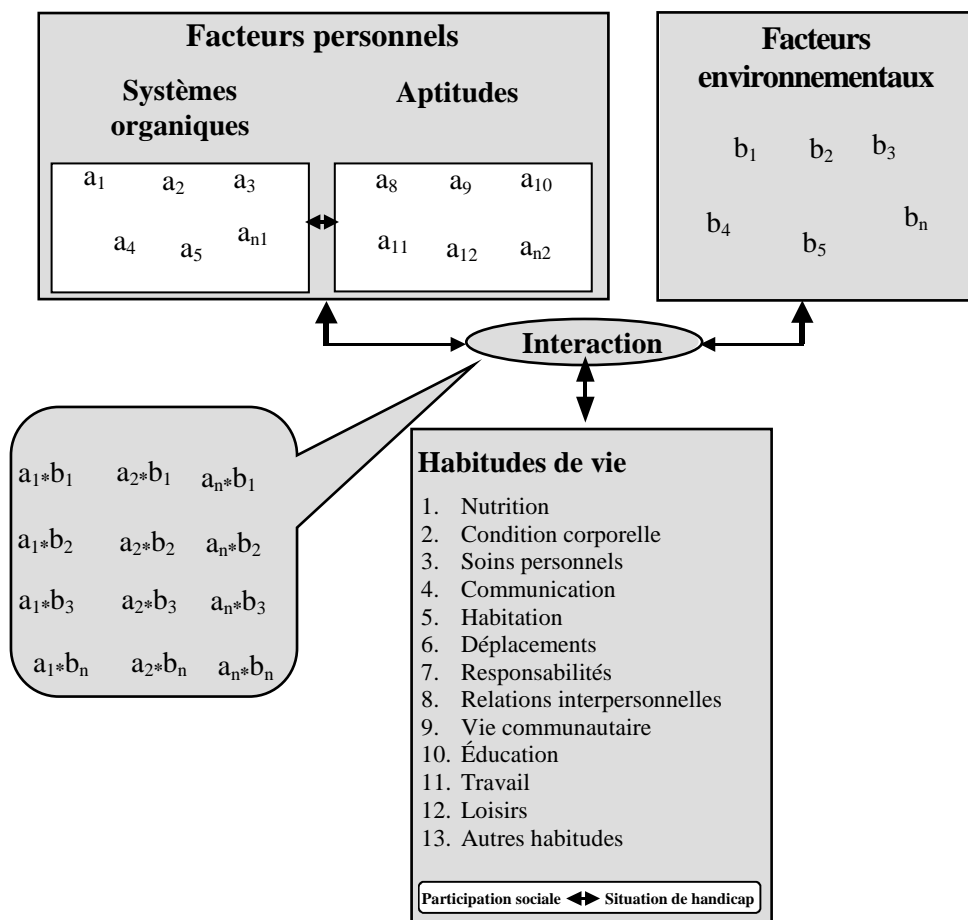 Facteurs personnels
Systèmes
organiques
Aptitudes
a1 a2 a3
a4 a5 an1
a8 a9 a10
a11 a12 an2
Facteurs
environnementaux
b1 b2 b3
b4 b5 bn
Interaction
a1*b1 a2*b1 an*b1
a1*b2 a2*b2 an*b2
a1*b3 a2*b3 an*b3
a1*bn a2*bn an*bn
Habitudes de vie
1. Nutrition
2. Condition corporelle
3. Soins personnels
4. Communication
5. Habitation
6. Déplacements
7. Responsabilités
8. Relations interpersonnelles
9. Vie communautaire
10. Éducation
11. Travail
12. Loisirs
13. Autres habitudes
Participation sociale Situation de handicap